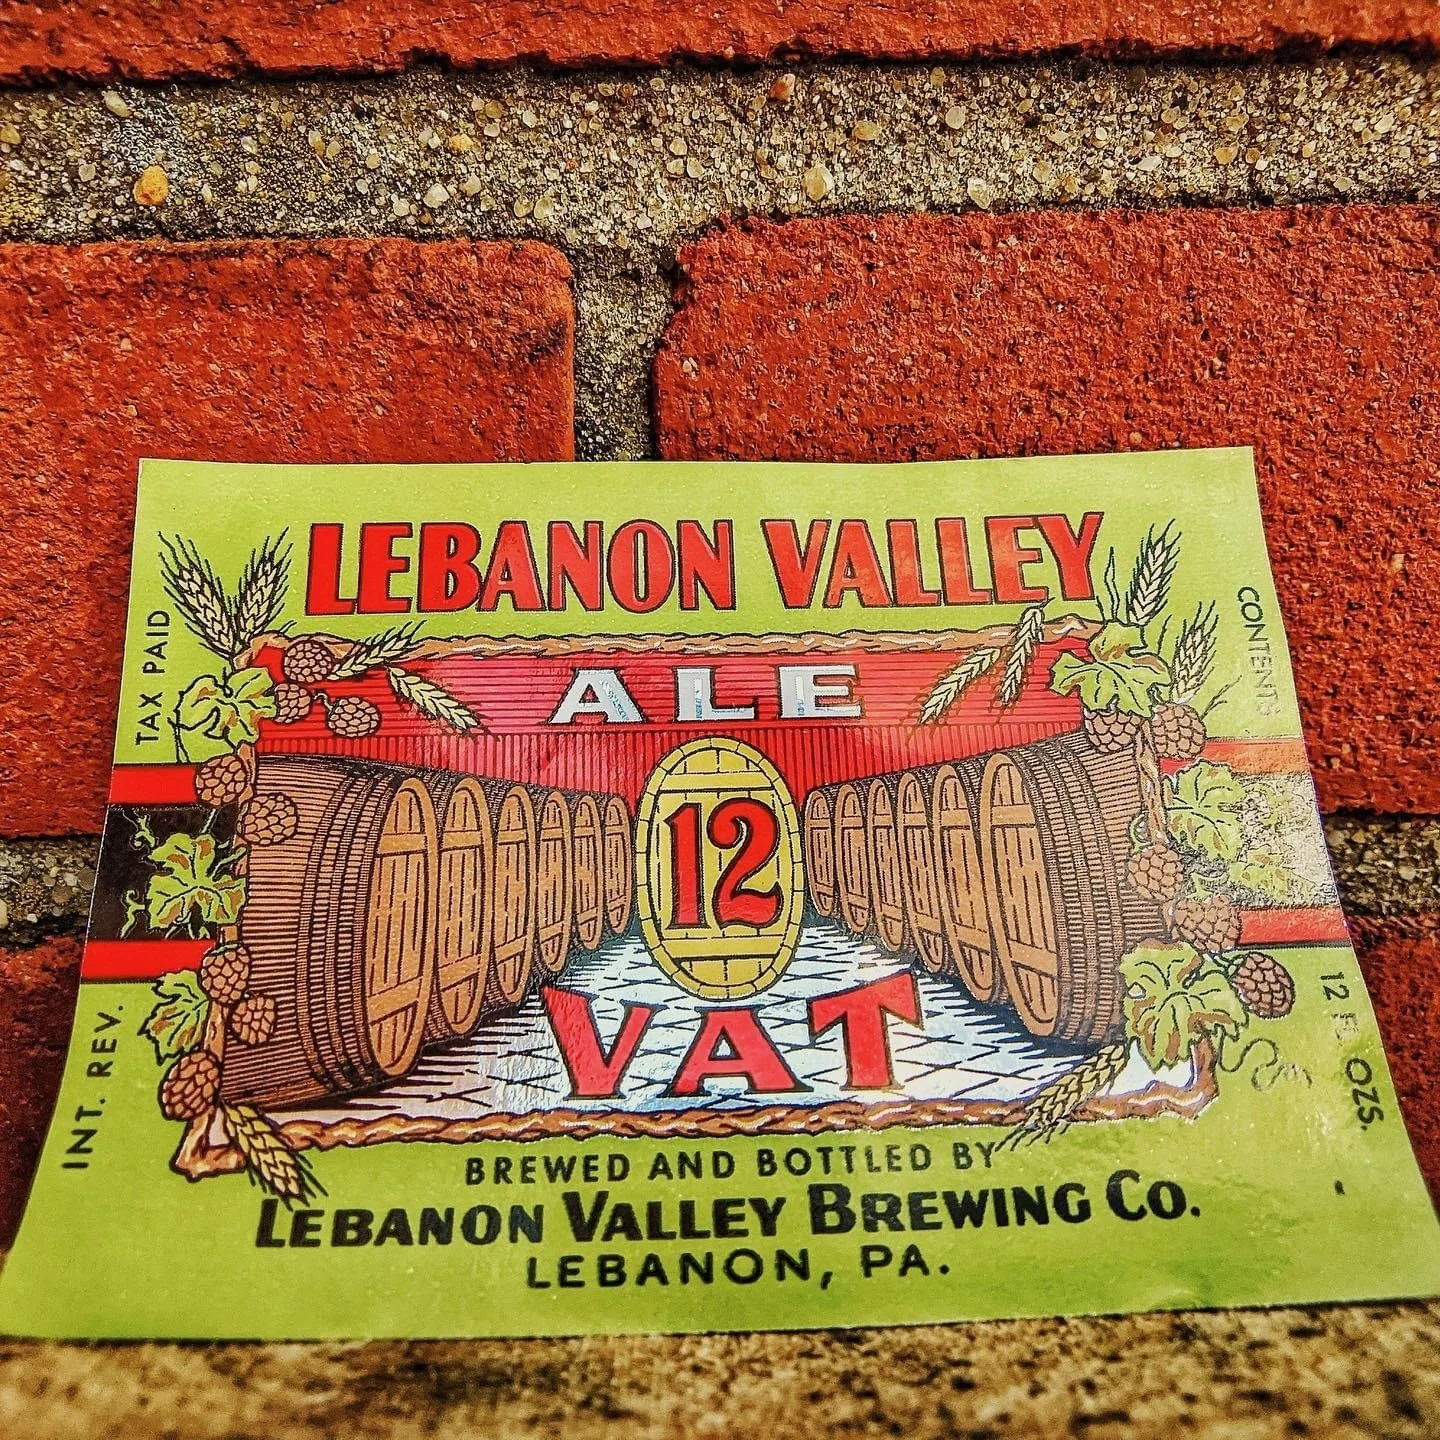 LEBANON VALLEY
ALE
12
VAT
BREWED AND BOTTLED BY
LEBANON VALLEY BREWING CO.
LEBANON, PA.
INT. REV. TAX PAID
CONTENTS 12 FL. OZS.